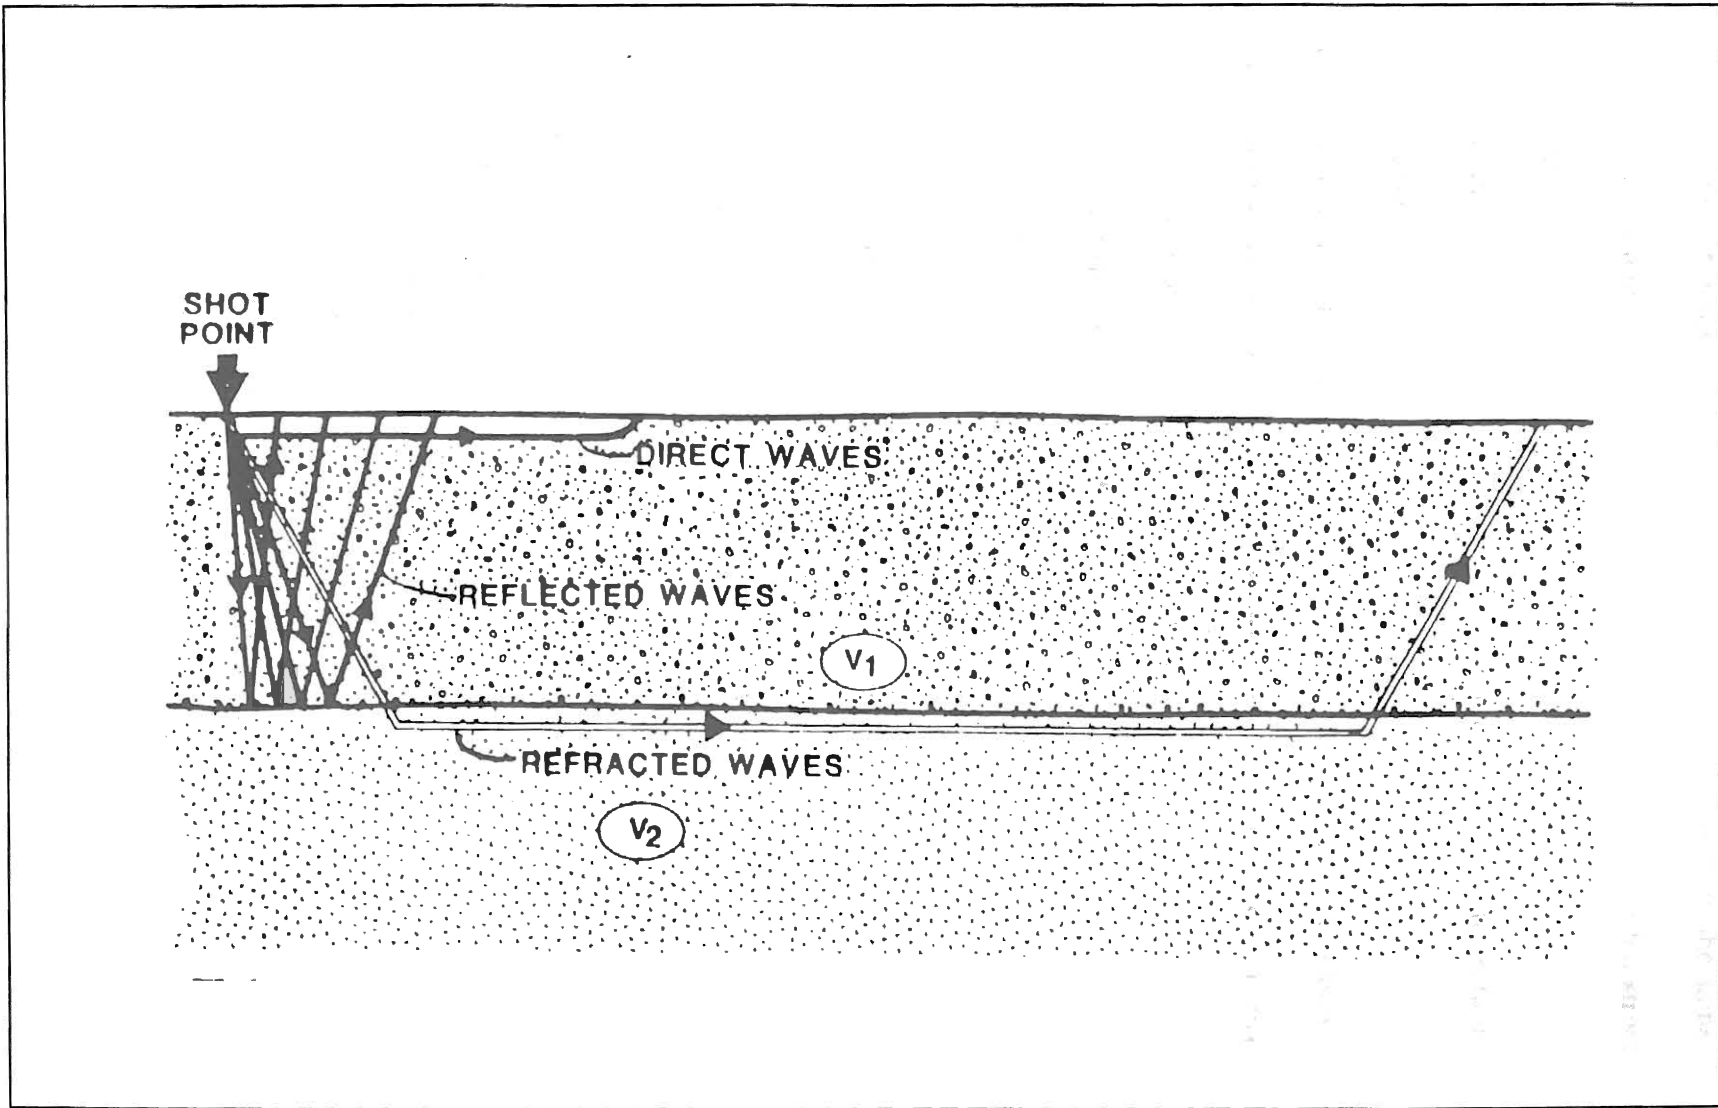 SHOT
POINT
DIRECT WAVES
REFLECTED WAVES
V1
REFRACTED WAVES
V2